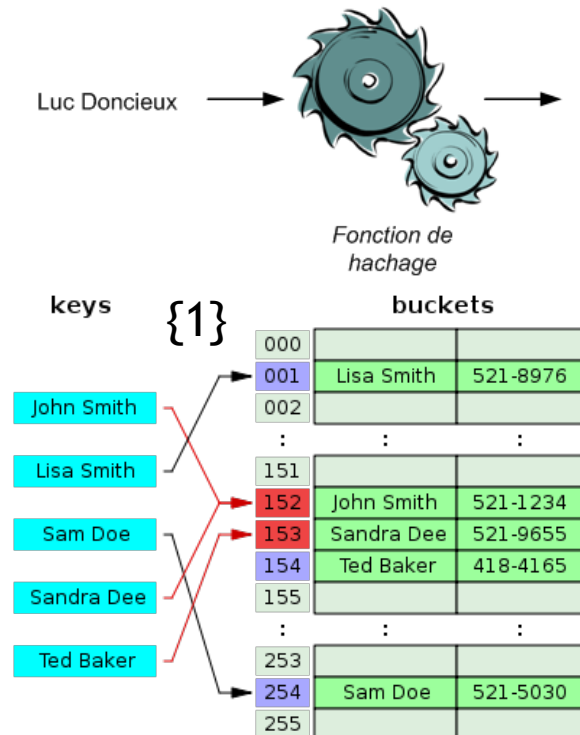 Luc Doncieux
Fonction de
hachage
keys {1} buckets
000
001 Lisa Smith 521-8976
002
John Smith
: : :
Lisa Smith
151
152 John Smith 521-1234
Sam Doe
153 Sandra Dee 521-9655
154 Ted Baker 418-4165
Sandra Dee
155
: : :
Ted Baker
253
254 Sam Doe 521-5030
255